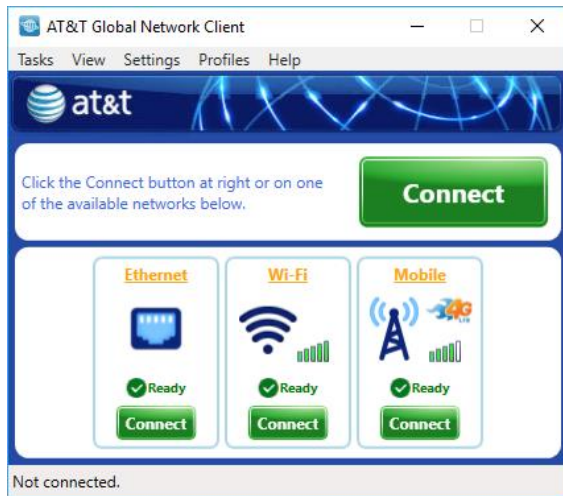 AT&T Global Network Client
Tasks View Settings Profiles Help
at&t
Click the Connect button at right or on one
of the available networks below.
Connect
Ethernet
Wi-Fi
Mobile
4G
LTE
Ready
Ready
Ready
Connect
Connect
Connect
Not connected.